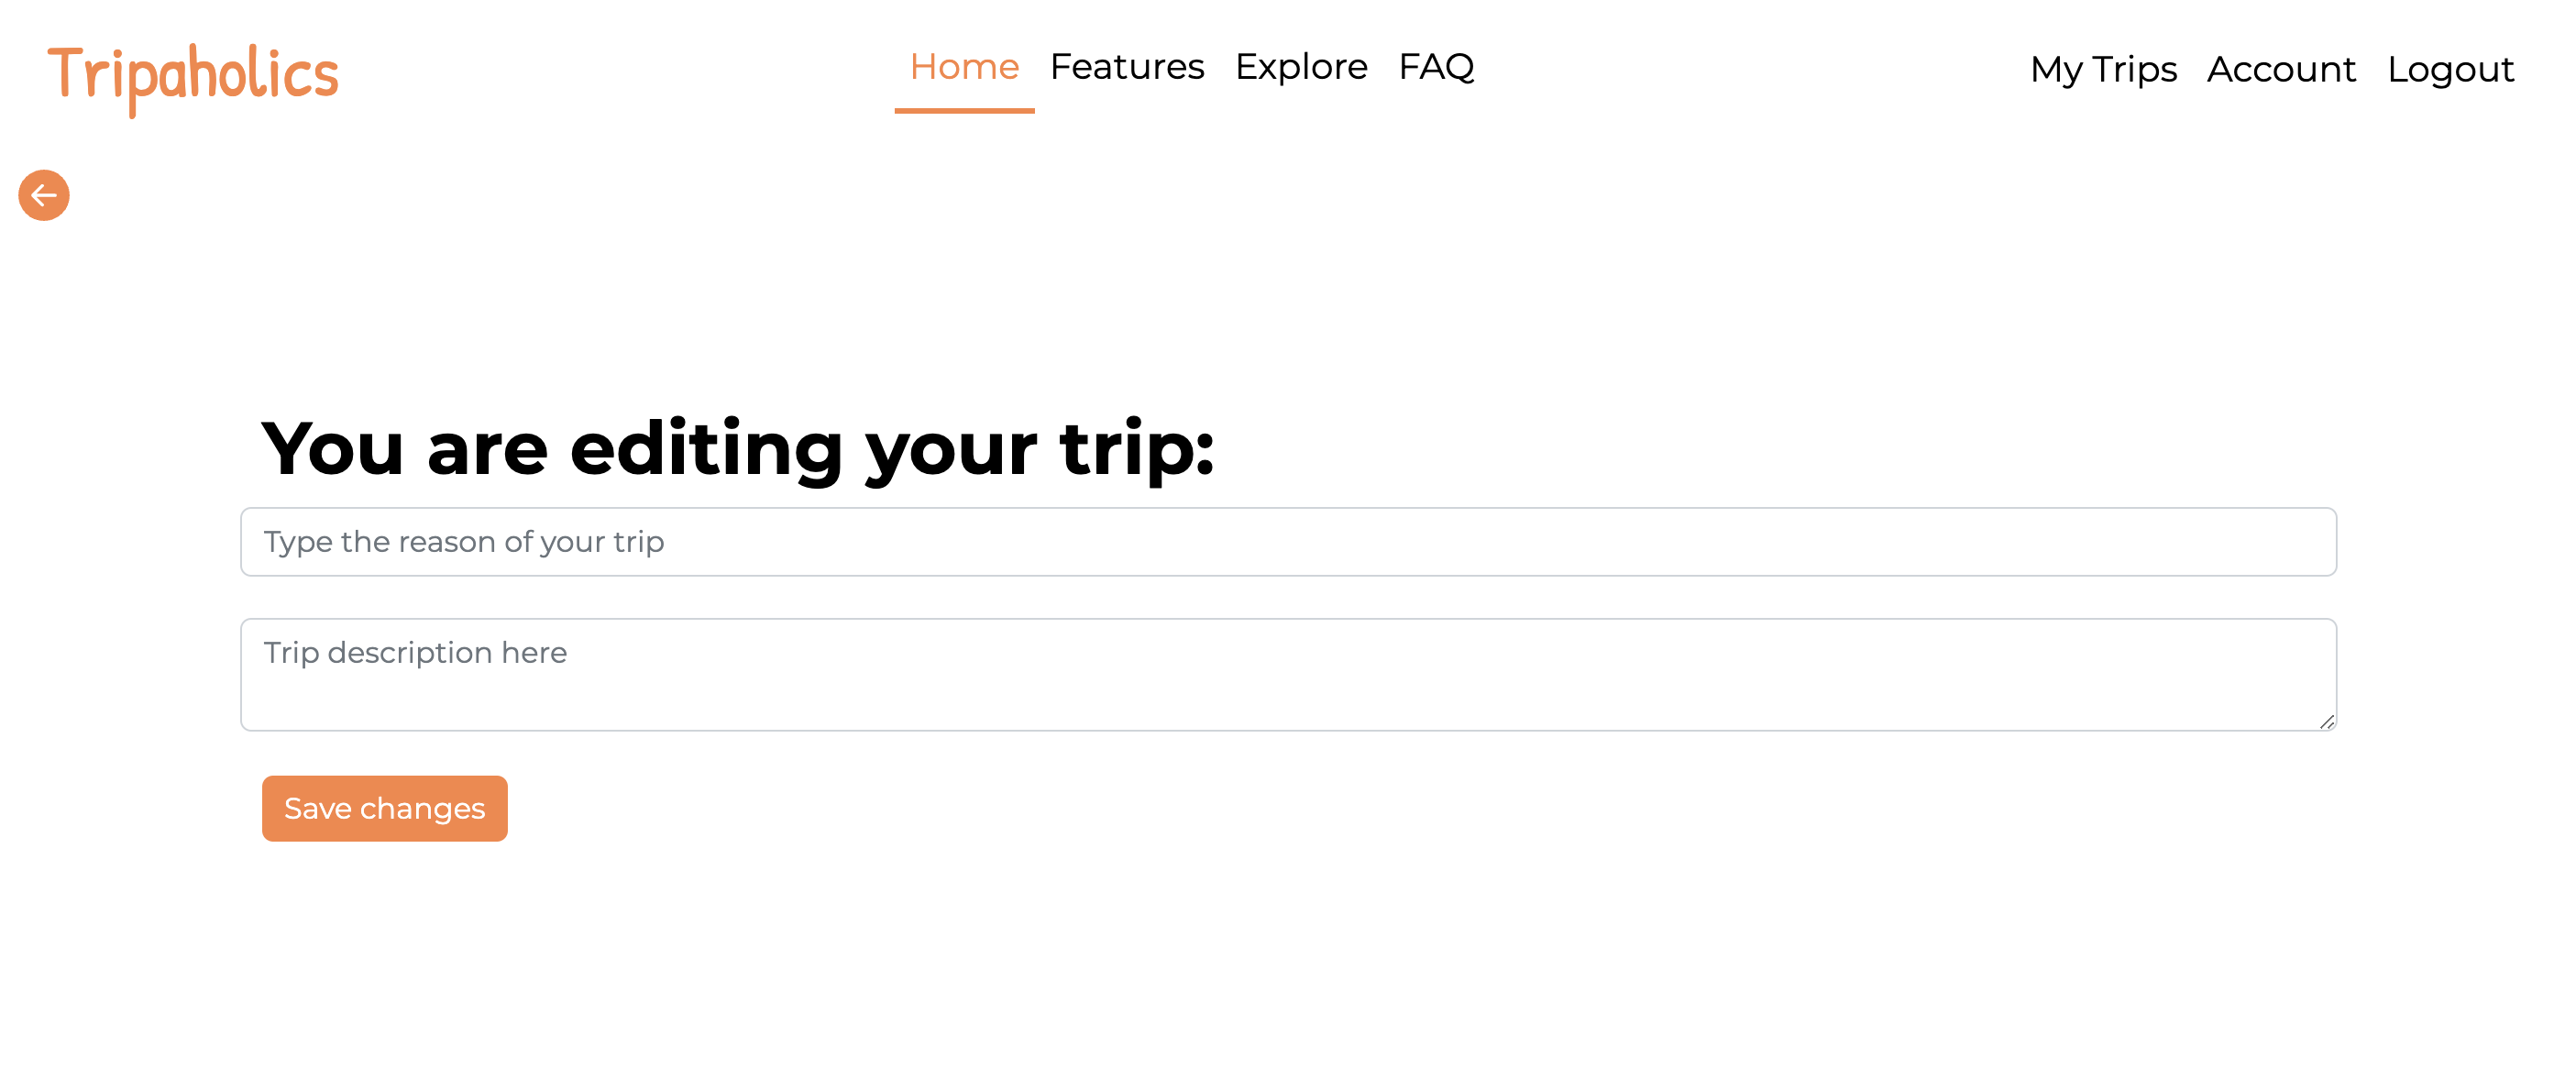 Tripaholics
Home Features Explore FAQ
My Trips Account Logout
You are editing your trip:
Type the reason of your trip
Trip description here
Save changes